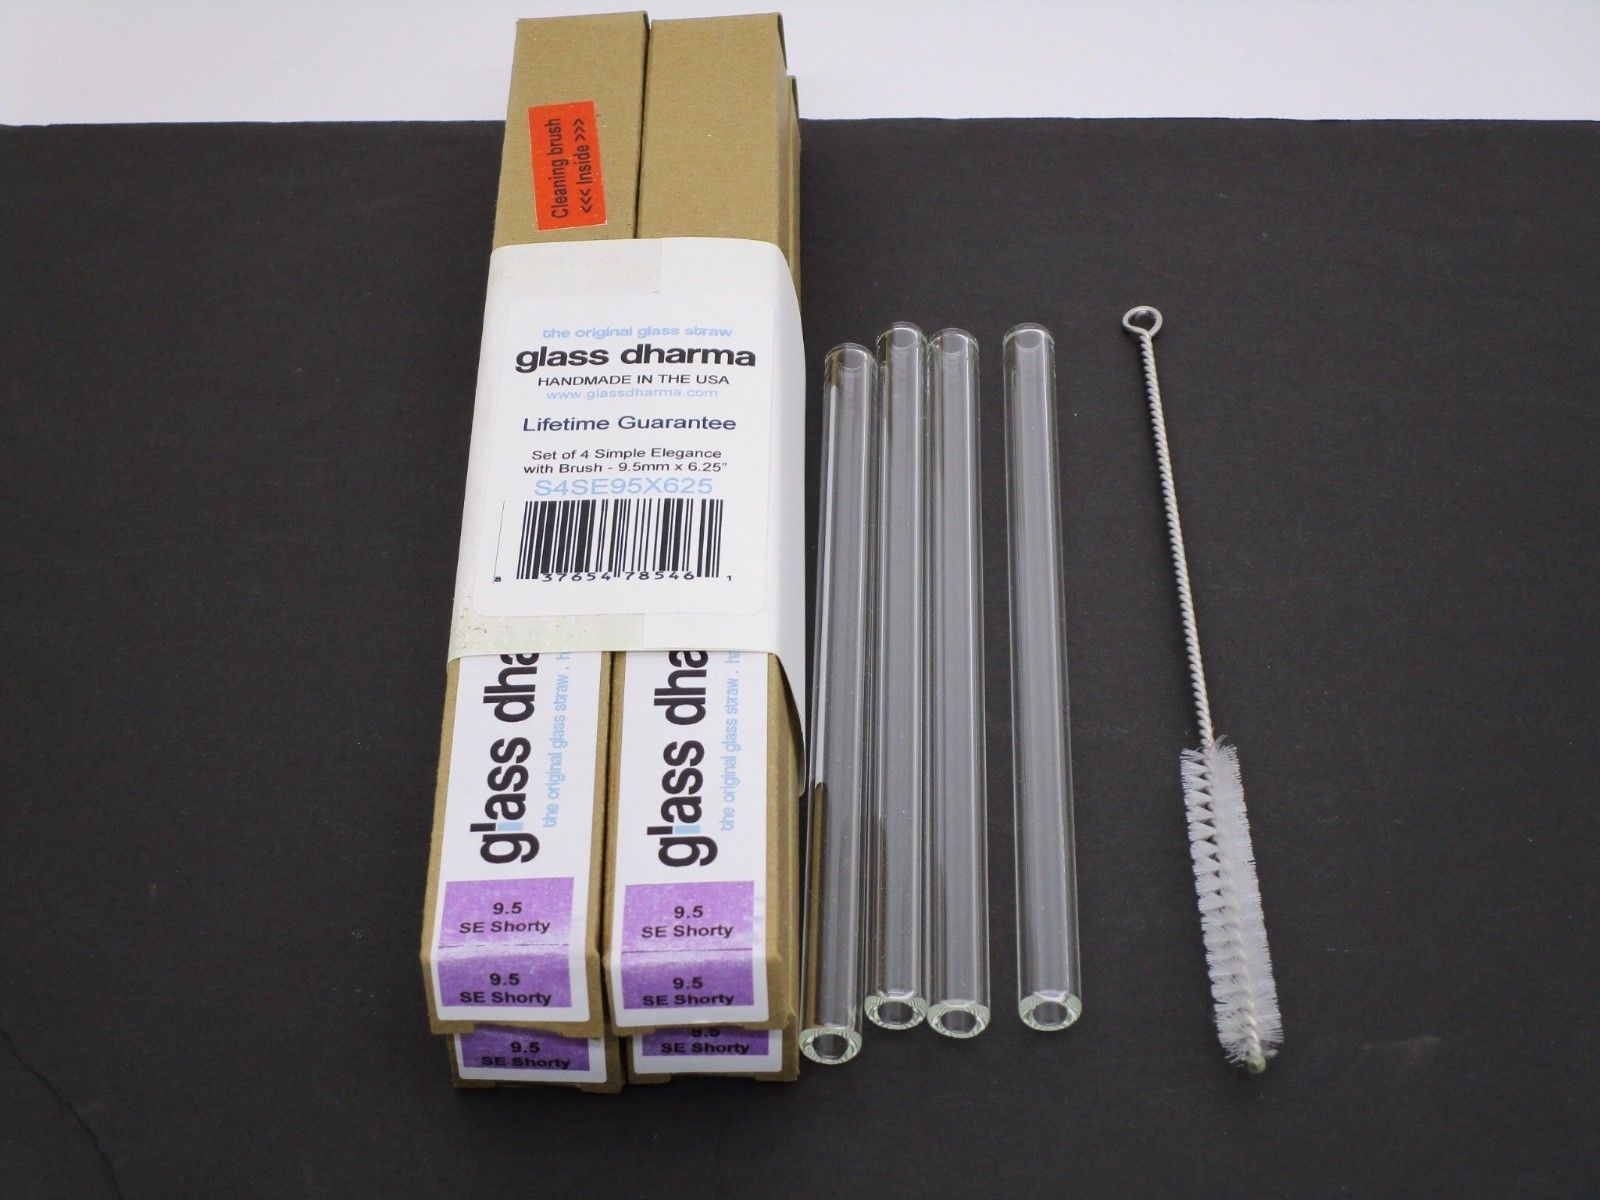 Cleaning brush
<<< Inside >>>
the original glass straw
glass dharma
HANDMADE IN THE USA
www.glassdharma.com
Lifetime Guarantee
Set of 4 Simple Elegance
with Brush - 9.5mm x 6.25"
S4SE95X625
8 37654 78546 1
glass dha
the original glass straw . h
9.5
SE Shorty
9.5
SE Shorty
9.5
SE Shorty
glass dha
the original glass straw . ha
9.5
SE Shorty
9.5
SE Shorty
9.5
SE Shorty